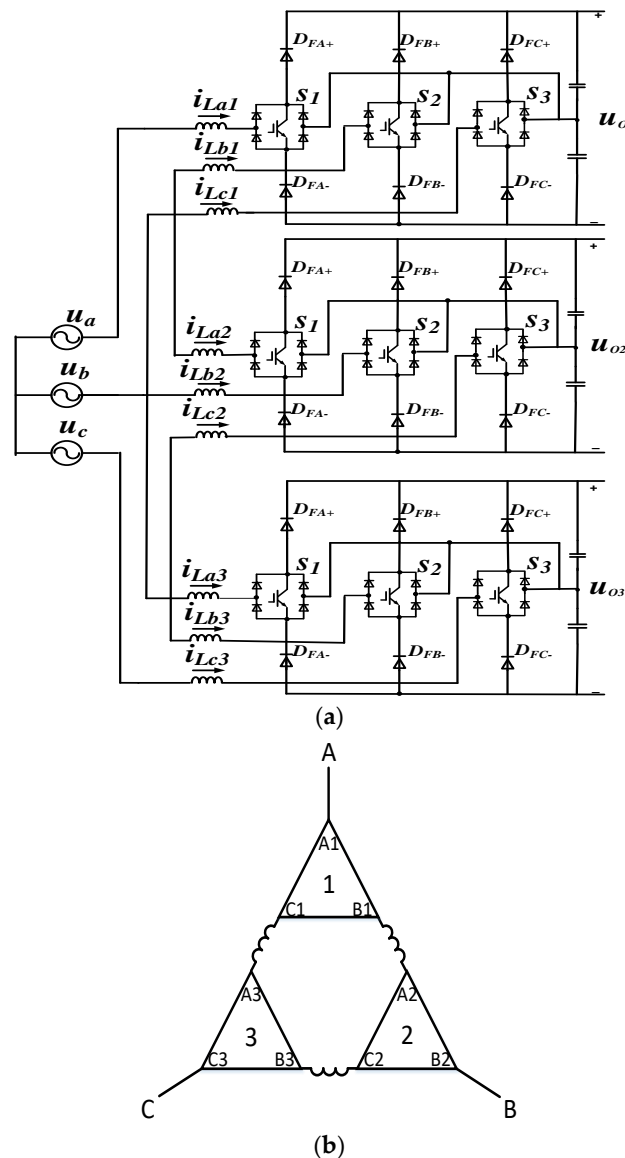 D_FA+ D_FB+ D_FC+
+
i_La1 S1 S2 S3
u_O
i_Lb1
i_Lc1 D_FA- D_FB- D_FC-
−
D_FA+ D_FB+ D_FC+
+
u_a i_La2 S1 S2 S3
u_O2
u_b i_Lb2
u_c i_Lc2 D_FA- D_FB- D_FC-
−
D_FA+ D_FB+ D_FC+
+
i_La3 S1 S2 S3
u_O3
i_Lb3
i_Lc3 D_FA- D_FB- D_FC-
−
(a)
A
A1
1
C1 B1
A3 A2
3 2
C3 B3 C2 B2
C B
(b)